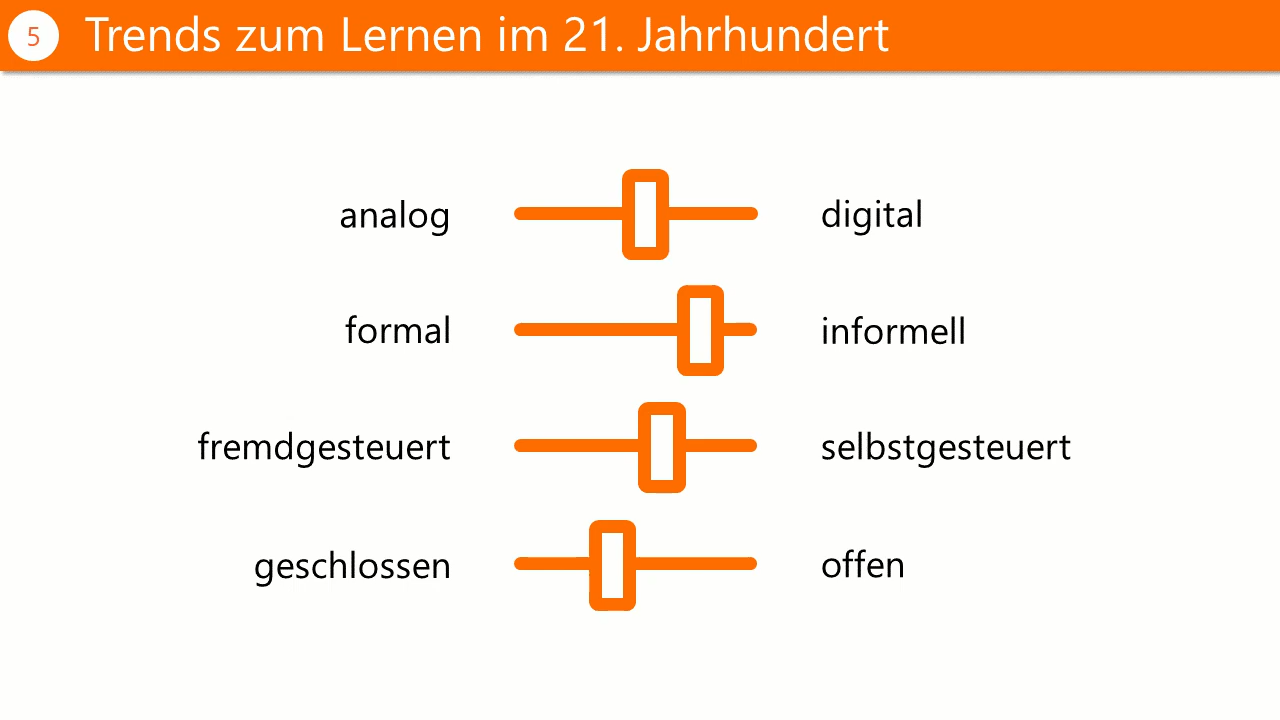 5
Trends zum Lernen im 21. Jahrhundert
analog digital
formal informell
fremdgesteuert selbstgesteuert
geschlossen offen